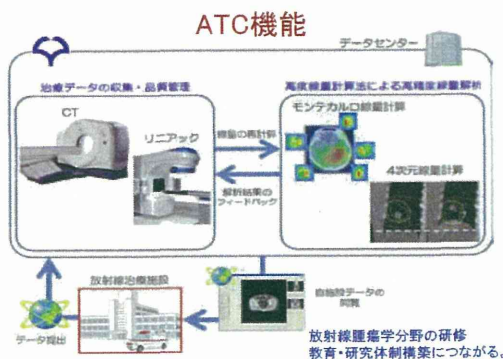 ATC機能
データセンター
治療データの収集・品質管理
高度線量計算法による高精度線量解析
CT
リニアック
線量の再計算
解析結果の
フィードバック
モンテカルロ線量計算
4次元線量計算
放射線治療施設
データ提出
自施設データの
閲覧
放射線腫瘍学分野の研修
教育・研究体制構築につながる